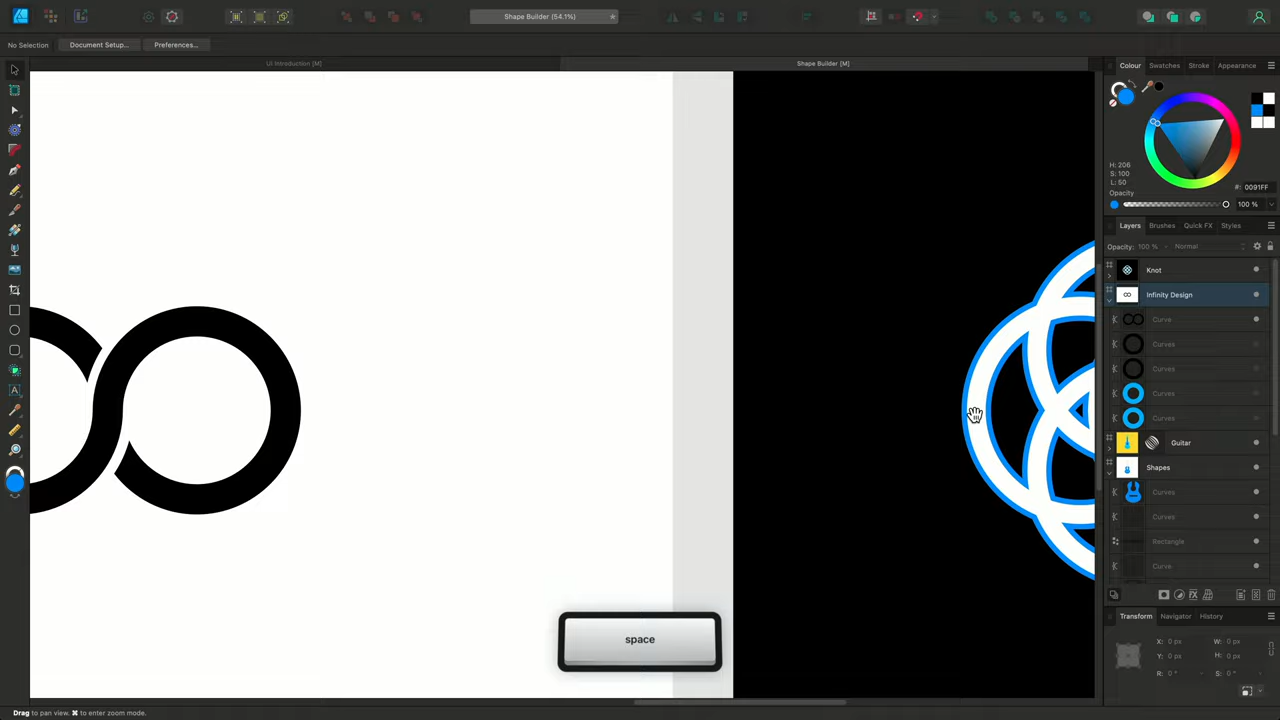 Shape Builder (54.1%)
No Selection
Document Setup...
Preferences...
UI Introduction [M]
Shape Builder [M]
Colour
Swatches
Stroke
Appearance
H: 206
S: 100
L: 50
#: 0091FF
Opacity
100 %
Layers
Brushes
Quick FX
Styles
Opacity: 100 %
Normal
Knot
Infinity Design
Curve
Curves
Curves
Curves
Curves
Guitar
Shapes
Curves
Curves
Rectangle
Curve
Transform
Navigator
History
X: 0 px
W: 0 px
Y: 0 px
H: 0 px
R: 0 °
S: 0 °
space
Drag to pan view. ⌘ to enter zoom mode.